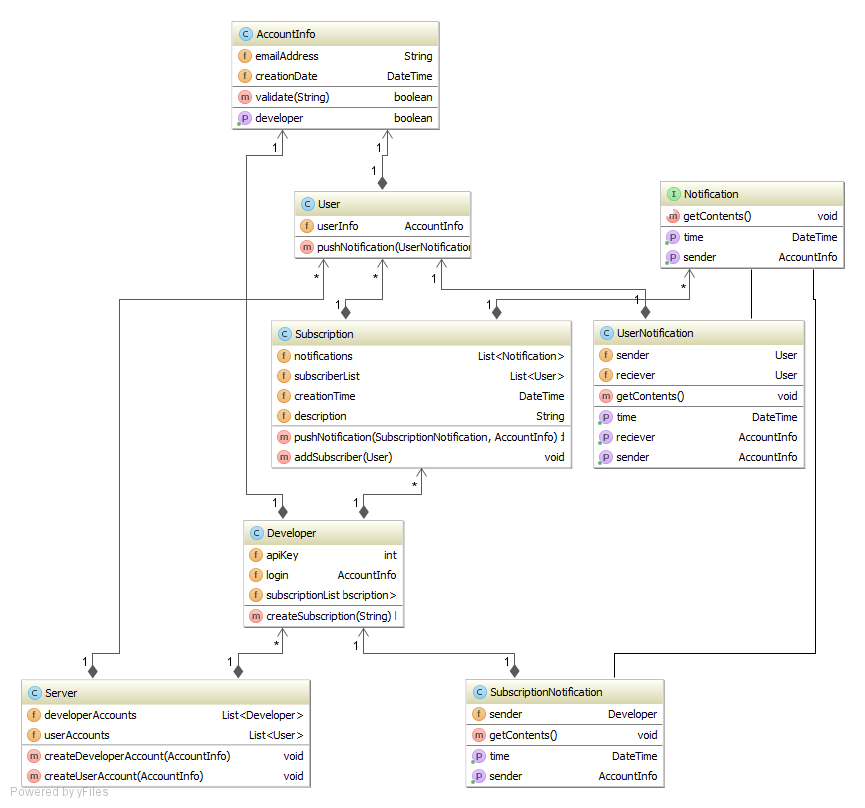 C AccountInfo
f emailAddress String
f creationDate DateTime
m validate(String) boolean
P developer boolean
1 1
1
C User
f userInfo AccountInfo
m pushNotification(UserNotification
I Notification
m getContents() void
P time DateTime
P sender AccountInfo
* * 1 *
1 1 1
C Subscription
f notifications List<Notification>
f subscriberList List<User>
f creationTime DateTime
f description String
m pushNotification(SubscriptionNotification, AccountInfo)
m addSubscriber(User) void
C UserNotification
f sender User
f reciever User
m getContents() void
P time DateTime
P reciever AccountInfo
P sender AccountInfo
*
1 1
C Developer
f apiKey int
f login AccountInfo
f subscriptionList bscription>
m createSubscription(String)
* 1
1 1 1
C Server
f developerAccounts List<Developer>
f userAccounts List<User>
m createDeveloperAccount(AccountInfo) void
m createUserAccount(AccountInfo) void
C SubscriptionNotification
f sender Developer
m getContents() void
P time DateTime
P sender AccountInfo
Powered by yFiles